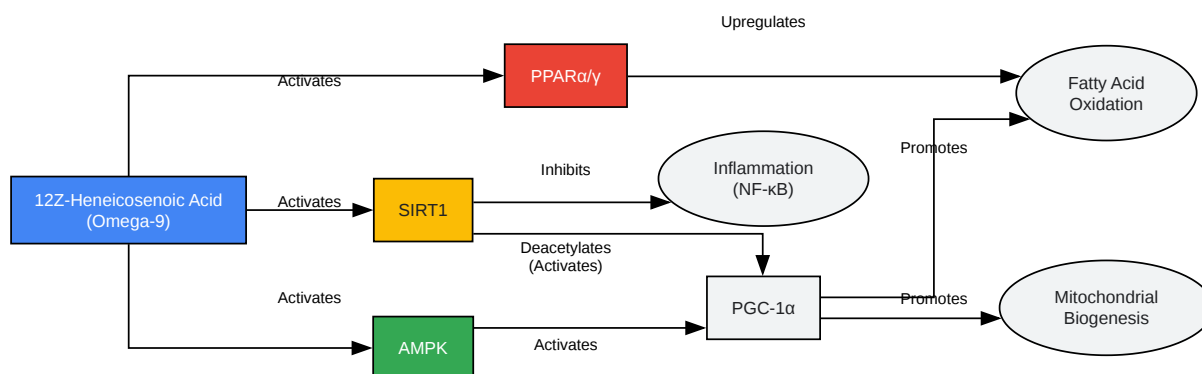 Upregulates
Activates
PPARα/γ
Fatty Acid
Oxidation
12Z-Heneicosenoic Acid
(Omega-9)
Activates
SIRT1
Inhibits
Inflammation
(NF-κB)
Promotes
Deacetylates
(Activates)
PGC-1α
Promotes
Mitochondrial
Biogenesis
Activates
AMPK
Activates